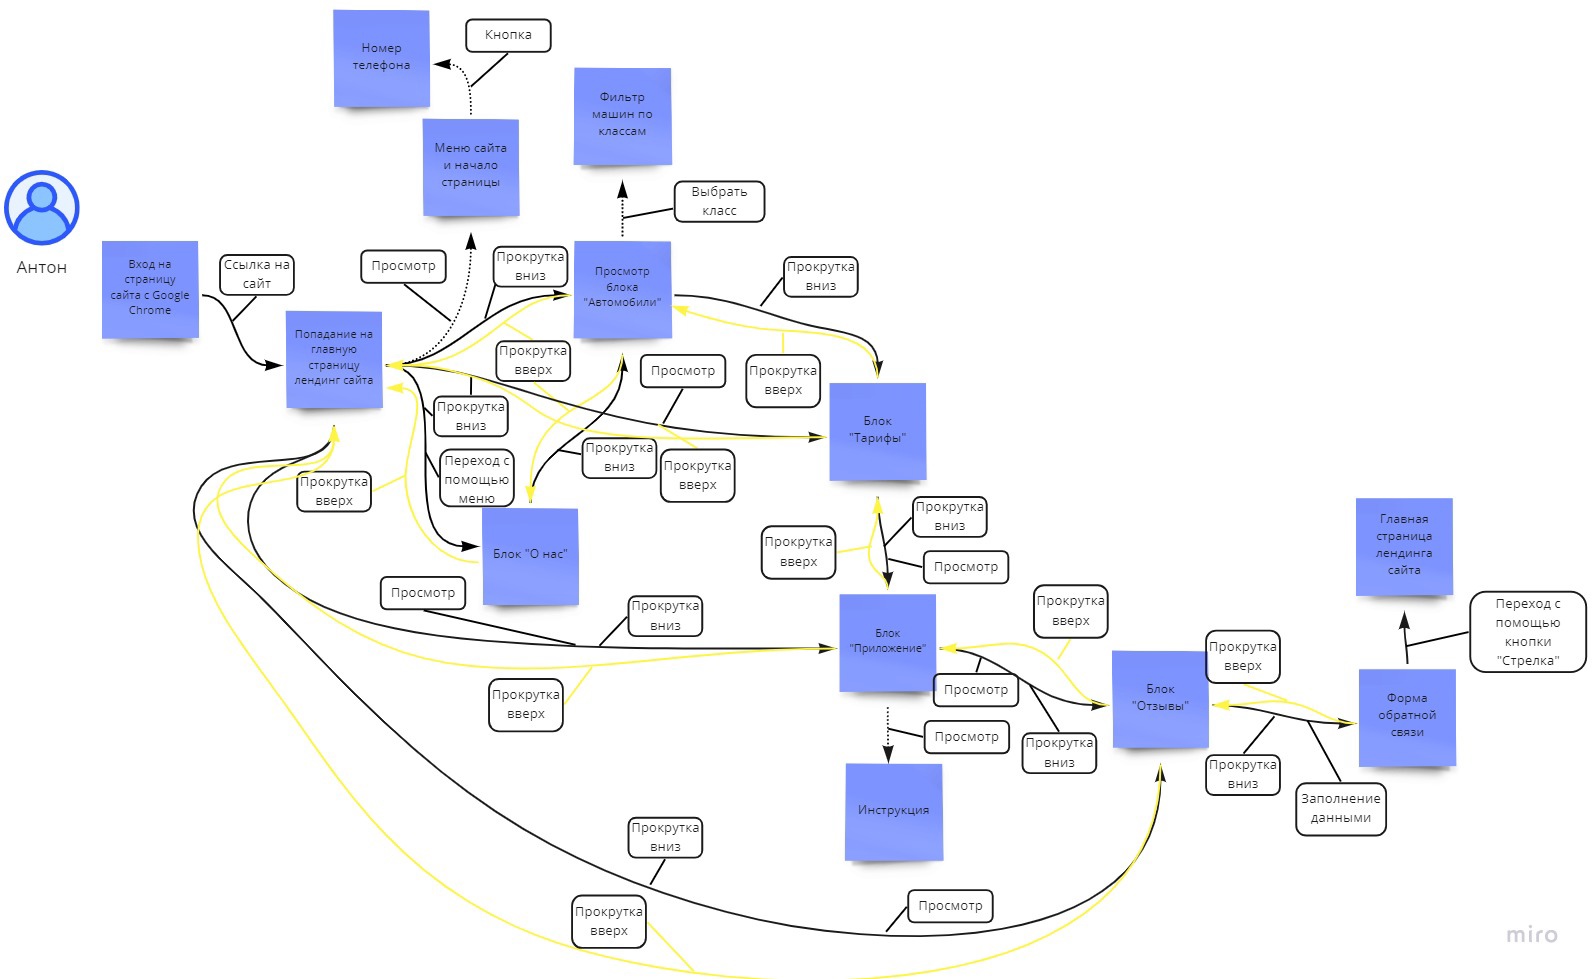 Номер
телефона
Кнопка
Фильтр
машин по
классам
Меню сайта
и начало
страницы
Выбрать
класс
Антон
Вход на
страницу
сайта с Google
Chrome
Ссылка на
сайт
Просмотр
Прокрутка
вниз
Просмотр
блока
"Автомобили"
Прокрутка
вниз
Попадание на
главную
страницу
лендинг сайта
Прокрутка
вверх
Просмотр
Прокрутка
вверх
Прокрутка
вниз
Блок
"Тарифы"
Прокрутка
вниз
Переход с
помощью
меню
Прокрутка
вверх
Прокрутка
вверх
Блок "О нас"
Прокрутка
вниз
Прокрутка
вверх
Просмотр
Главная
страница
лендинга
сайта
Просмотр
Прокрутка
вниз
Блок
"Приложение"
Прокрутка
вверх
Переход с
помощью
кнопки
"Стрелка"
Прокрутка
вверх
Прокрутка
вверх
Просмотр
Блок
"Отзывы"
Форма
обратной
связи
Просмотр
Прокрутка
вниз
Прокрутка
вниз
Заполнение
данными
Инструкция
Прокрутка
вниз
Прокрутка
вверх
Просмотр
miro